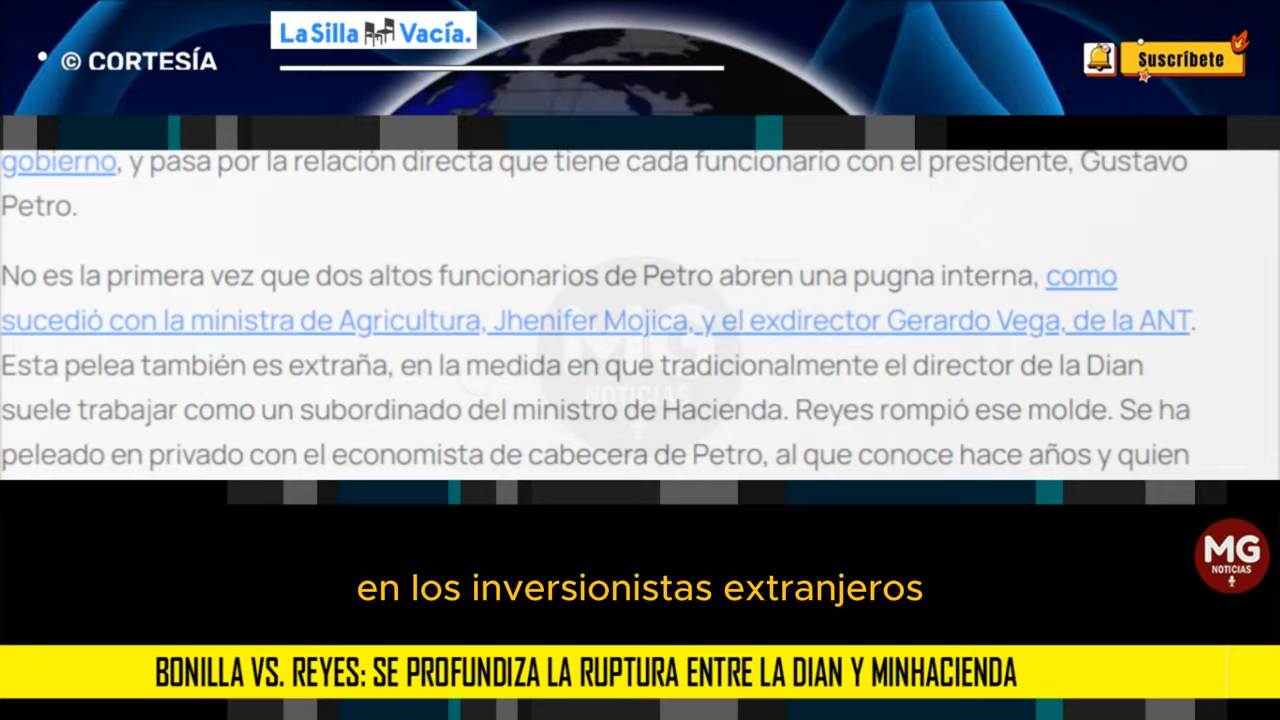 La Silla Vacía.
© CORTESÍA
Suscríbete
gobierno, y pasa por la relación directa que tiene cada funcionario con el presidente, Gustavo
Petro.
No es la primera vez que dos altos funcionarios de Petro abren una pugna interna, como
sucedió con la ministra de Agricultura, Jhenifer Mojica, y el exdirector Gerardo Vega, de la ANT.
Esta pelea también es extraña, en la medida en que tradicionalmente el director de la Dian
suele trabajar como un subordinado del ministro de Hacienda. Reyes rompió ese molde. Se ha
peleado en privado con el economista de cabecera de Petro, al que conoce hace años y quien
MG
NOTICIAS
en los inversionistas extranjeros
MG
NOTICIAS
BONILLA VS. REYES: SE PROFUNDIZA LA RUPTURA ENTRE LA DIAN Y MINHACIENDA